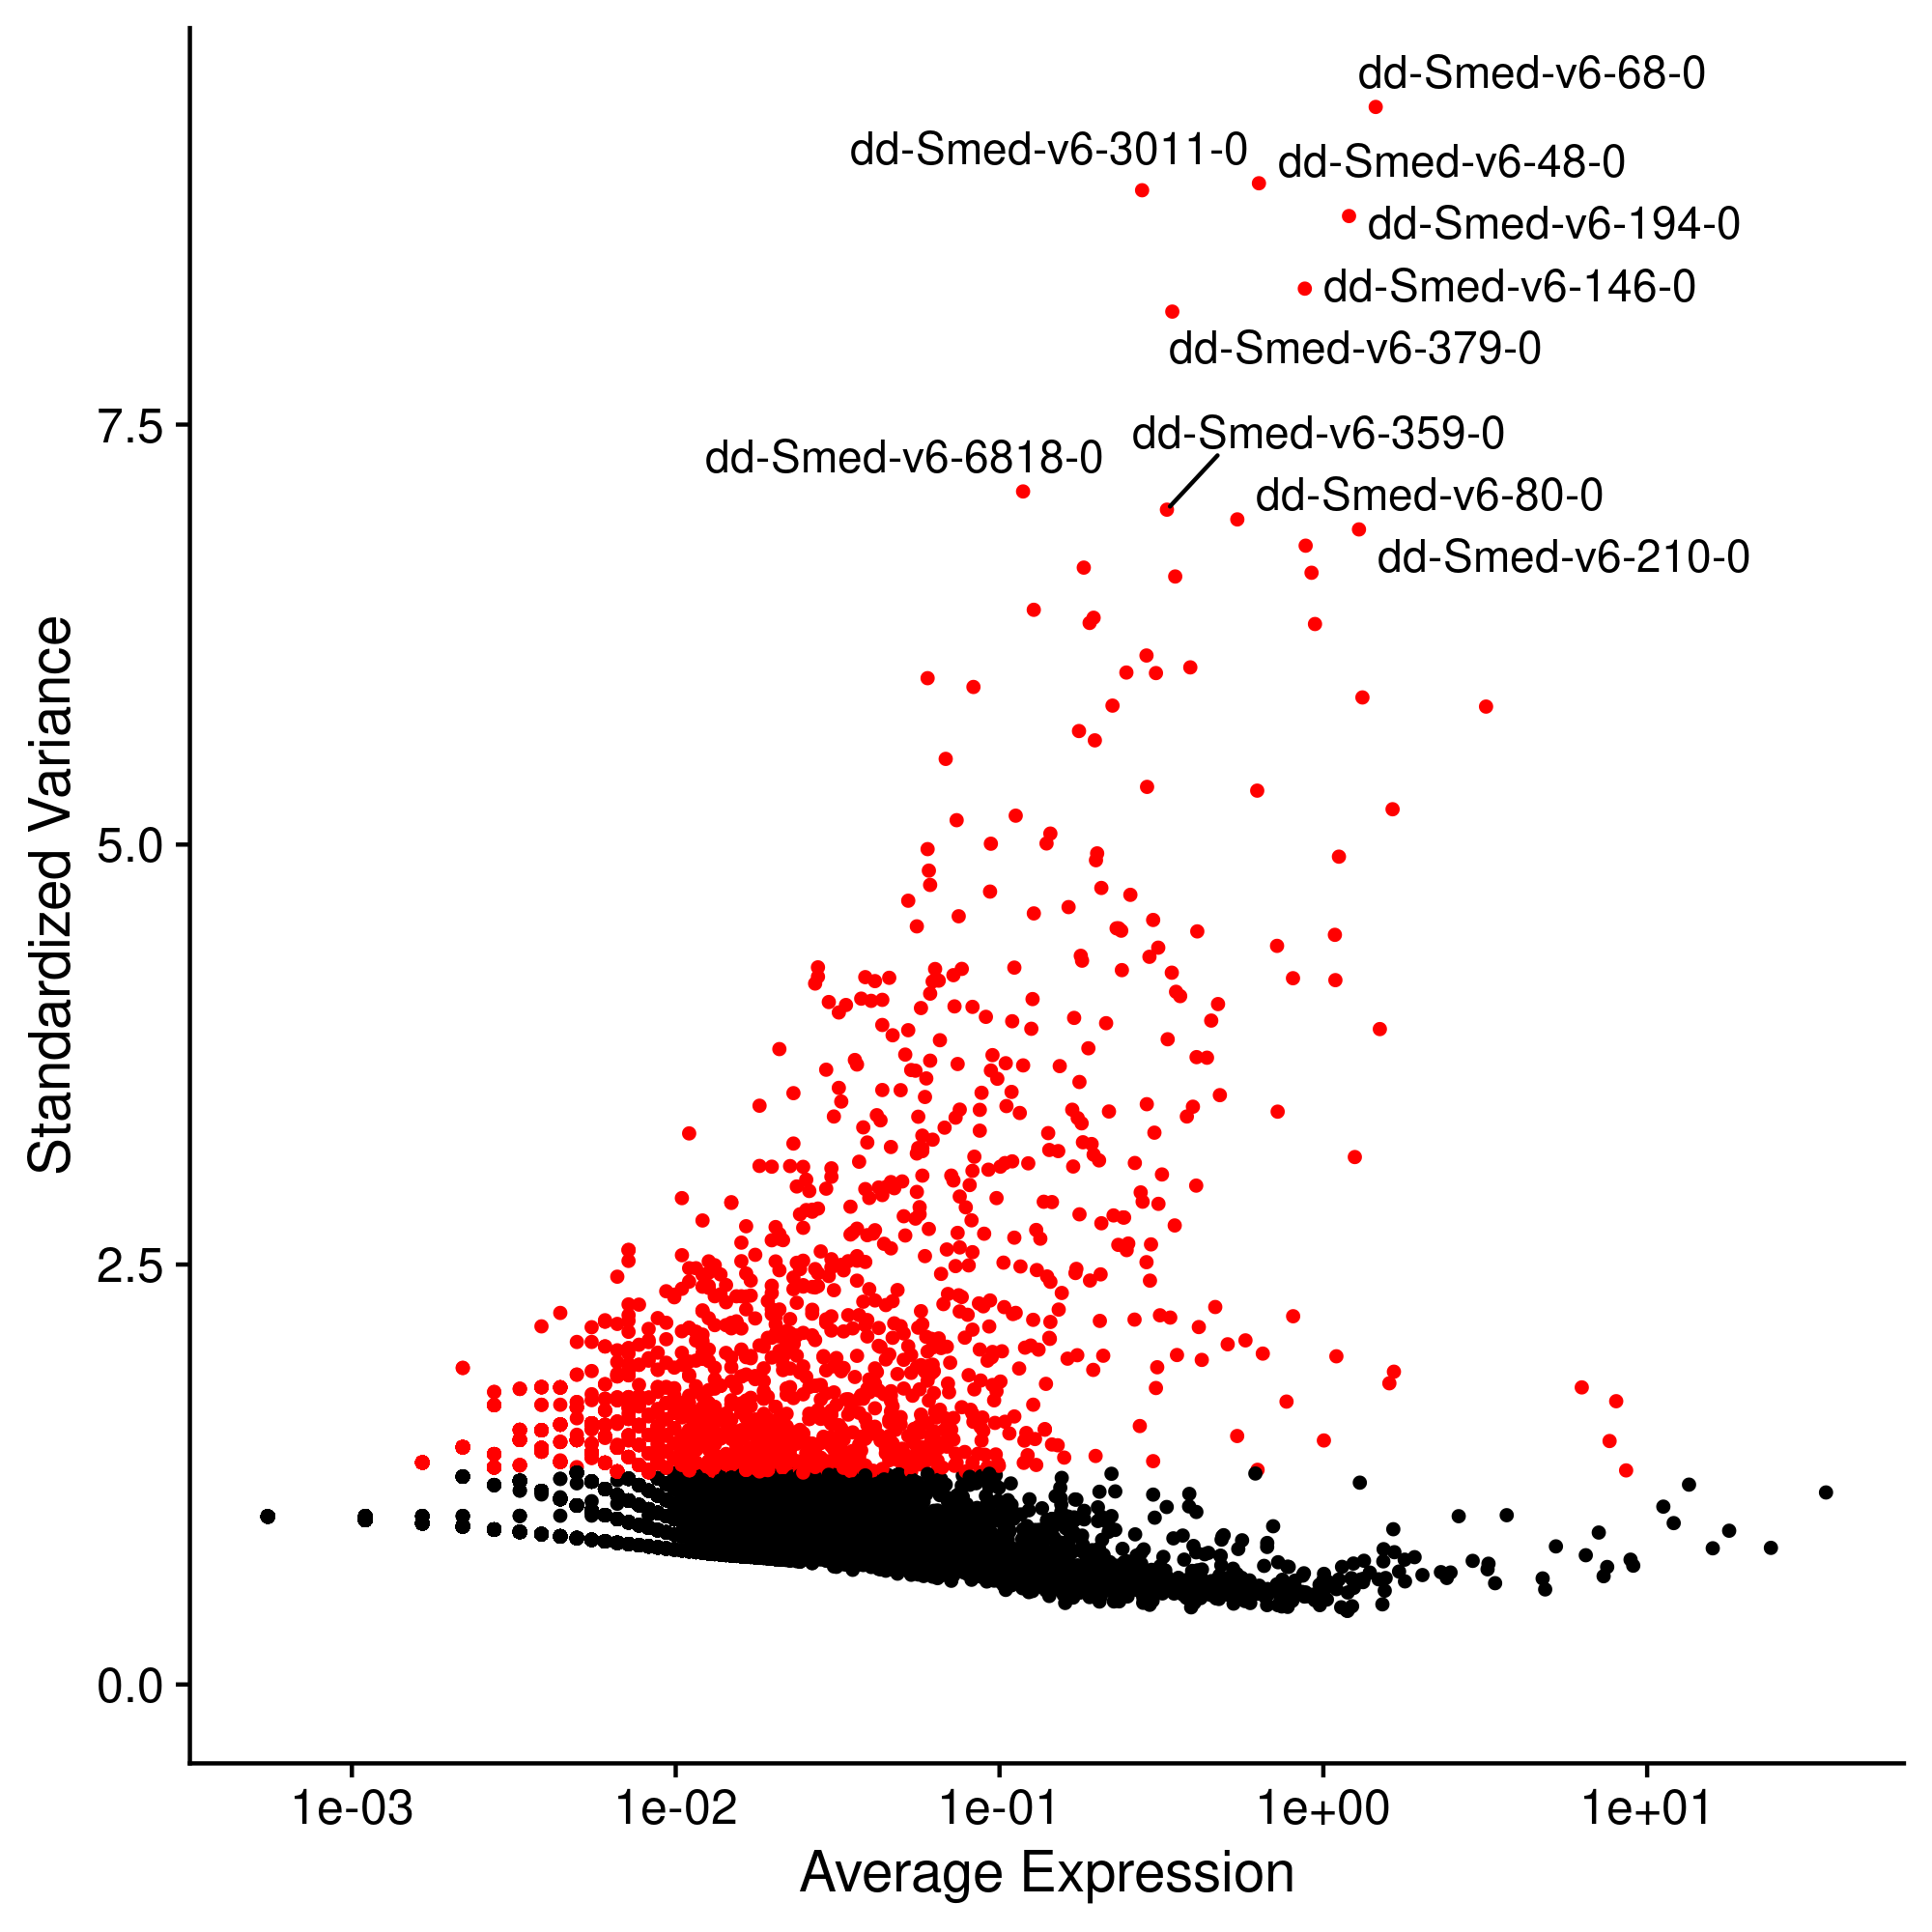 dd-Smed-v6-68-0
dd-Smed-v6-3011-0
dd-Smed-v6-48-0
dd-Smed-v6-194-0
dd-Smed-v6-146-0
dd-Smed-v6-379-0
dd-Smed-v6-359-0
dd-Smed-v6-6818-0
dd-Smed-v6-80-0
dd-Smed-v6-210-0
Standardized Variance
7.5
5.0
2.5
0.0
1e-03 1e-02 1e-01 1e+00 1e+01
Average Expression